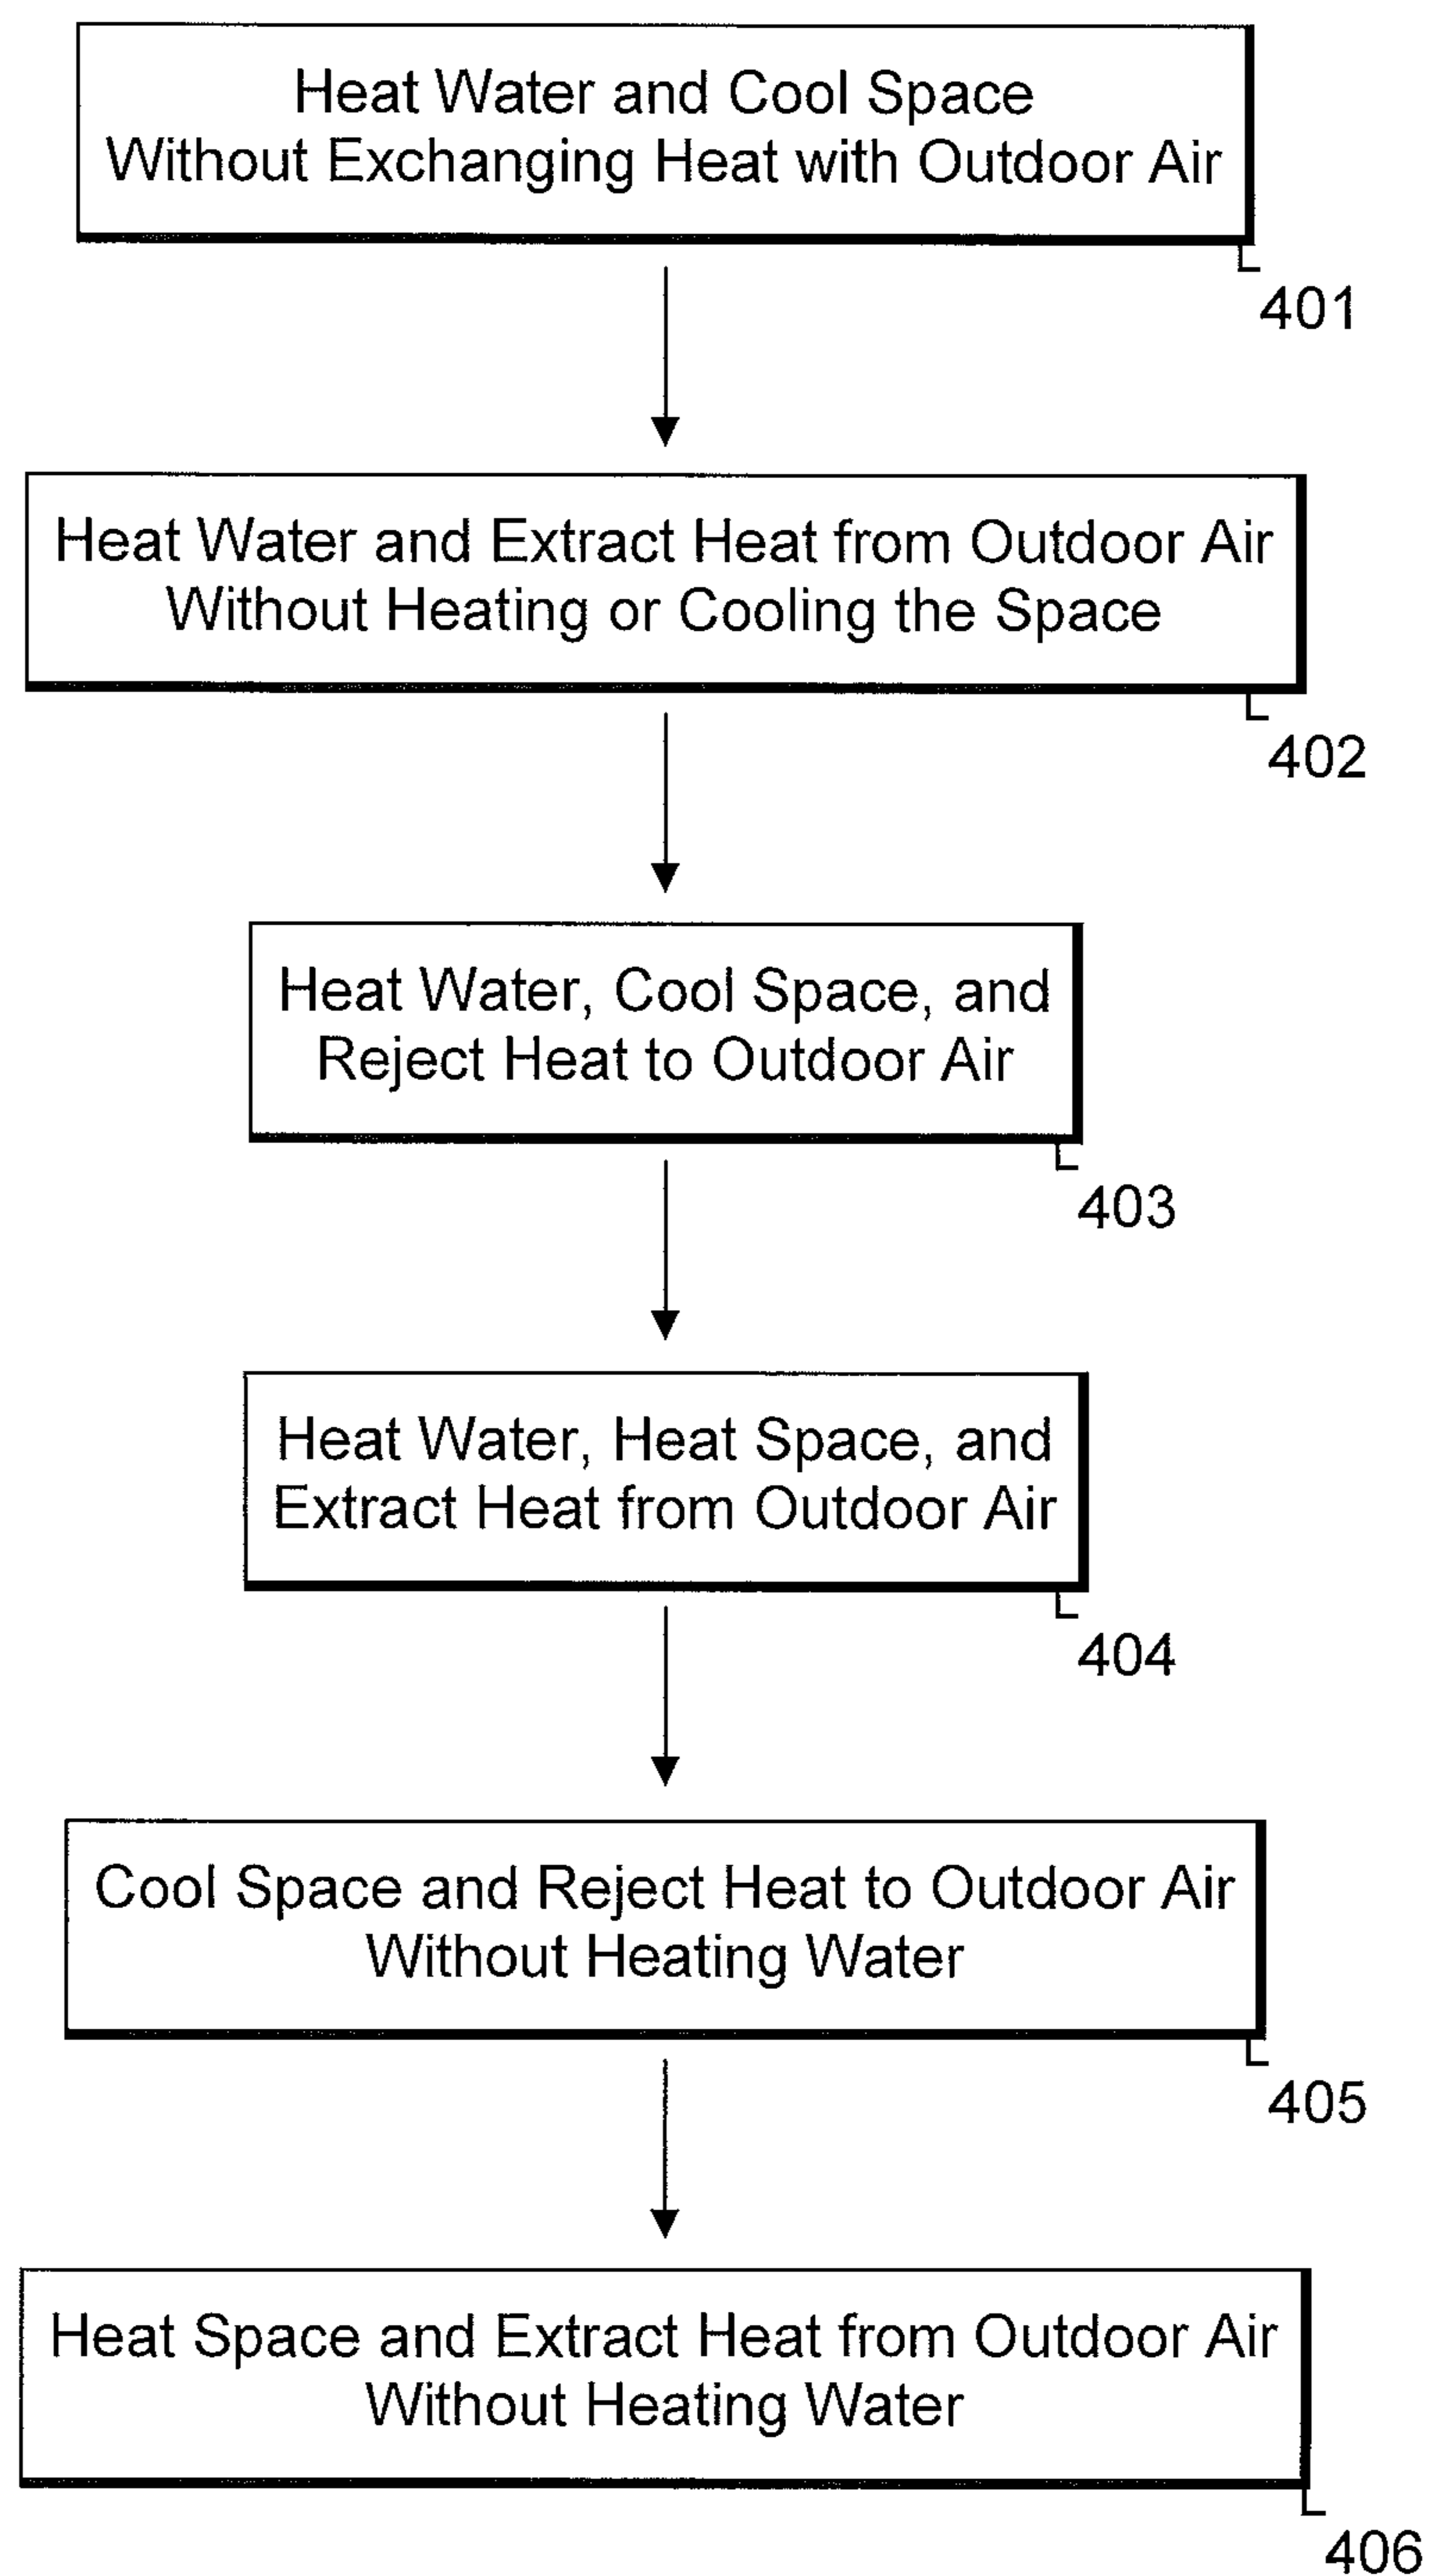 Heat Water and Cool Space
Without Exchanging Heat with Outdoor Air
401
Heat Water and Extract Heat from Outdoor Air
Without Heating or Cooling the Space
402
Heat Water, Cool Space, and
Reject Heat to Outdoor Air
403
Heat Water, Heat Space, and
Extract Heat from Outdoor Air
404
Cool Space and Reject Heat to Outdoor Air
Without Heating Water
405
Heat Space and Extract Heat from Outdoor Air
Without Heating Water
406